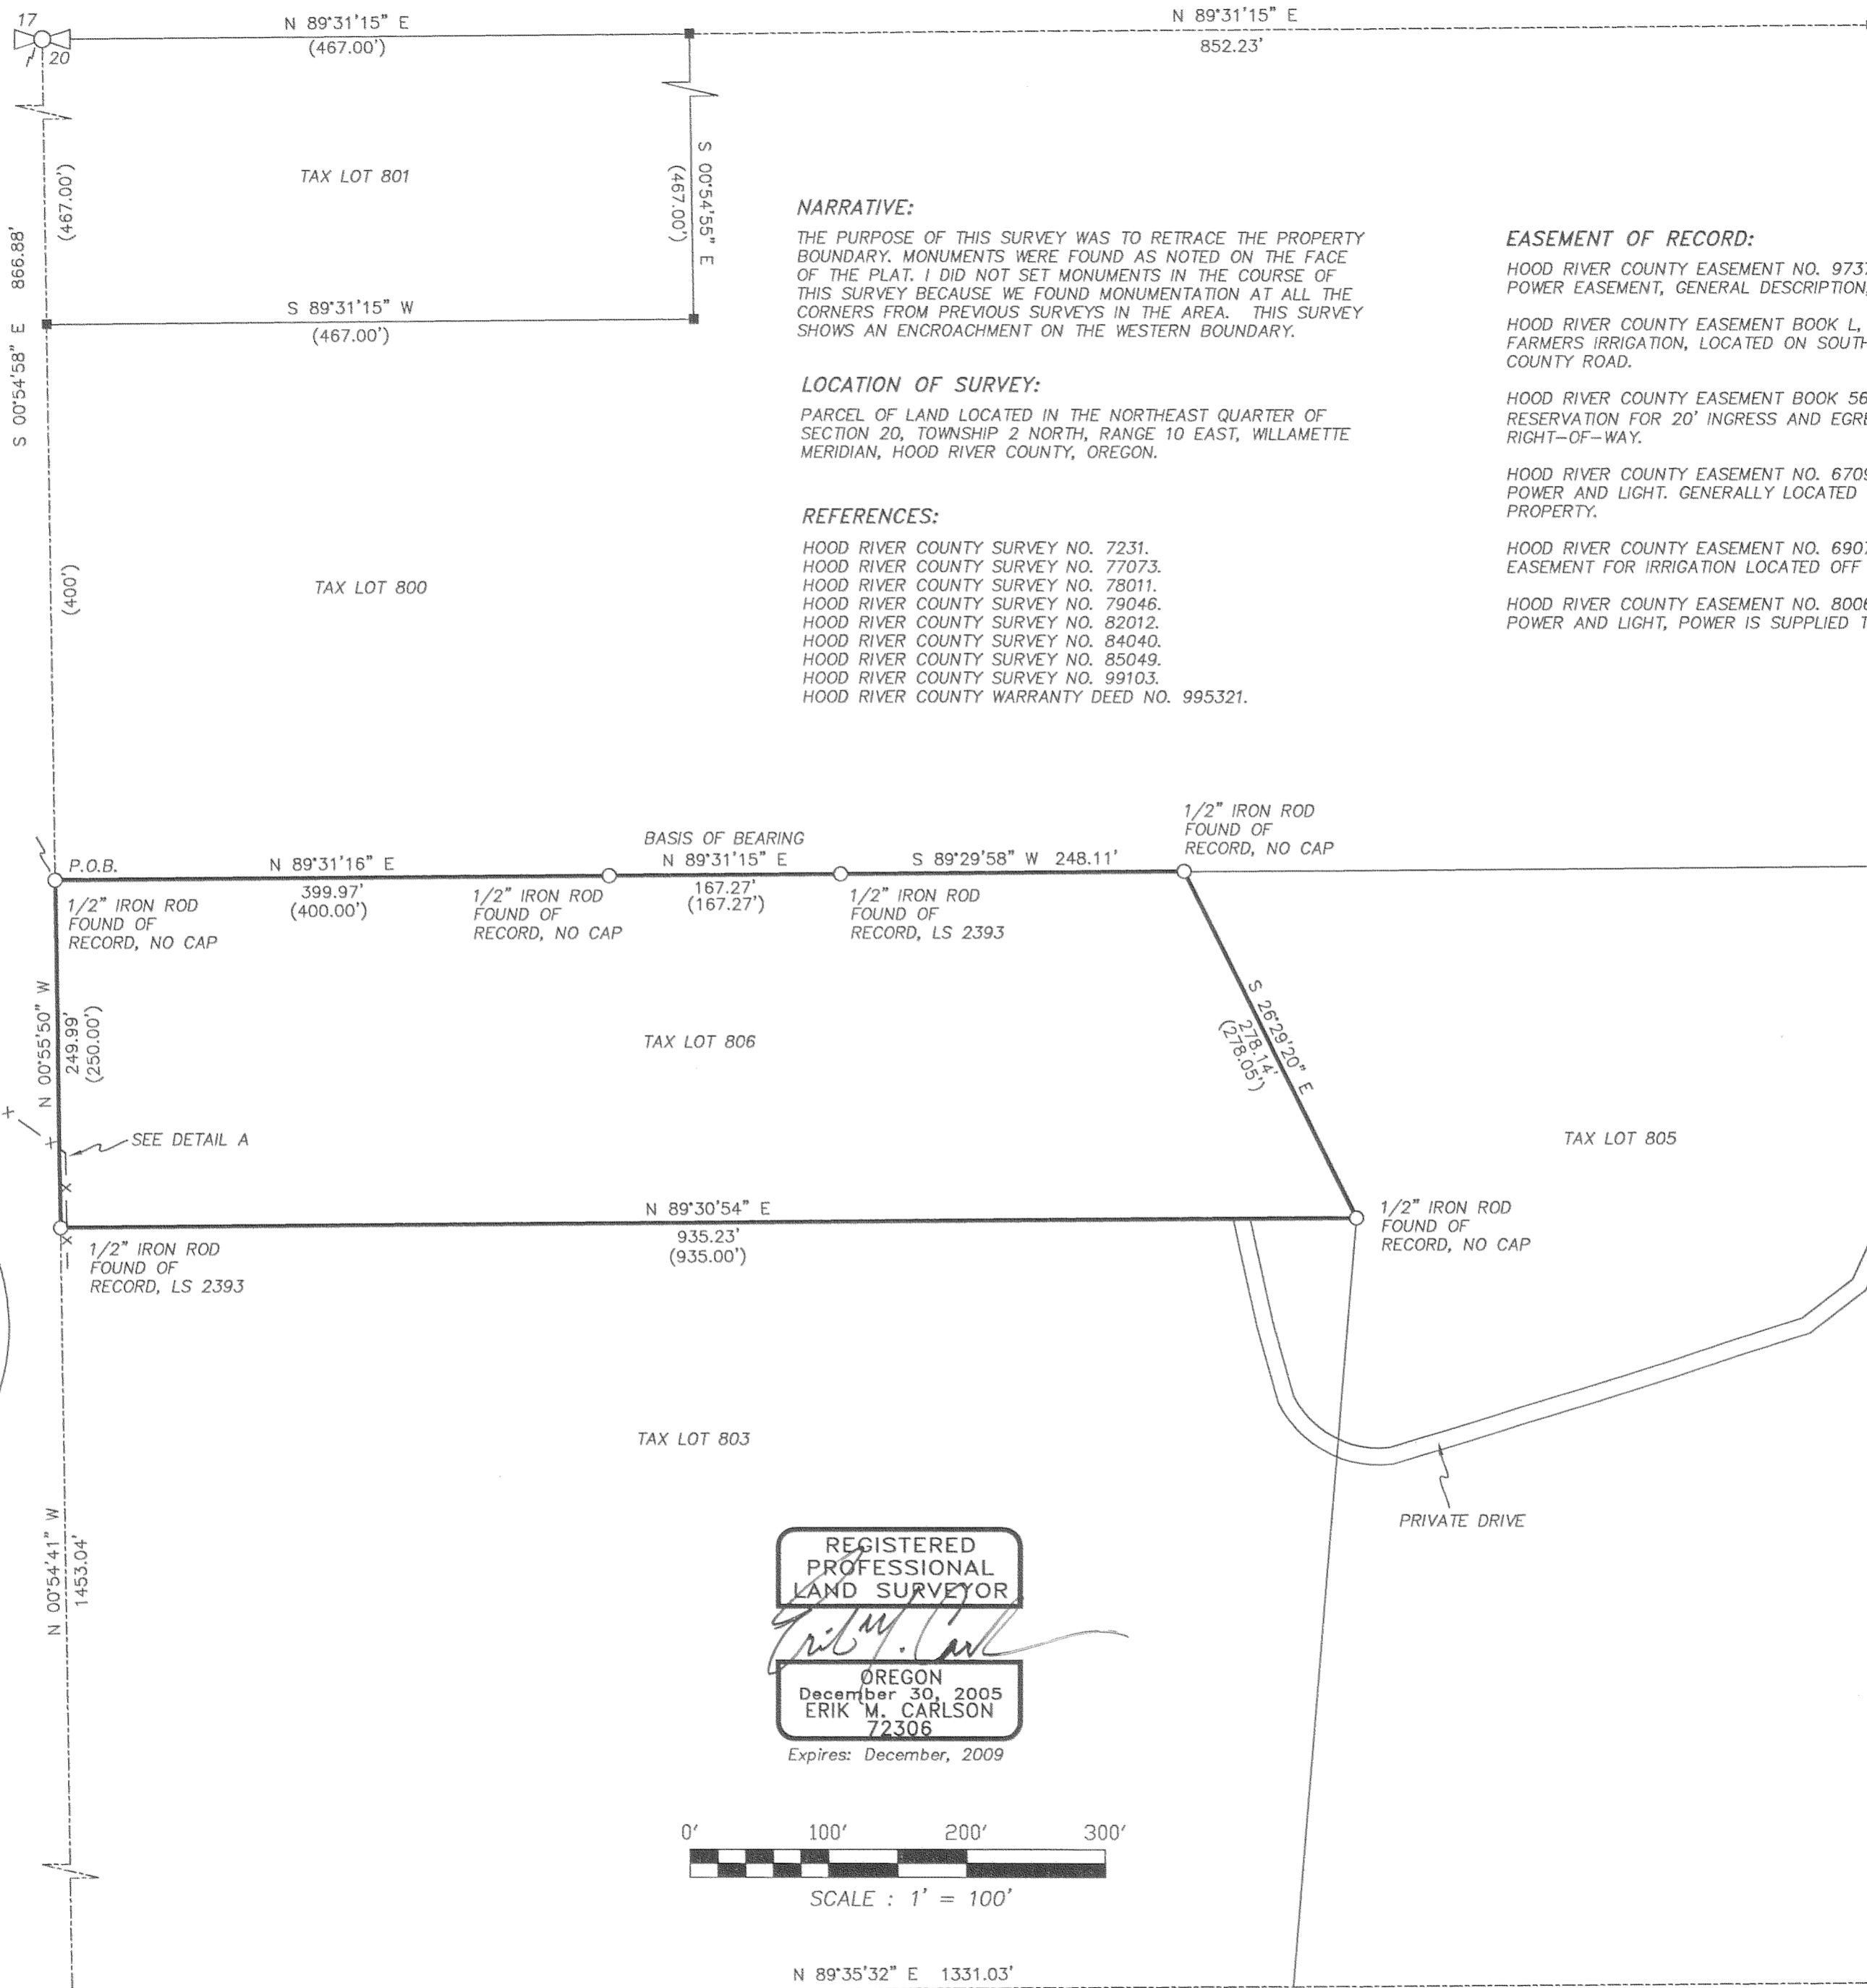 17
20
N 89°31'15" E
(467.00')
N 89°31'15" E
852.23'
S 00°54'58" E 866.88'
(467.00')
TAX LOT 801
S 00°54'55" E
(467.00')
S 89°31'15" W
(467.00')
NARRATIVE:
THE PURPOSE OF THIS SURVEY WAS TO RETRACE THE PROPERTY
BOUNDARY. MONUMENTS WERE FOUND AS NOTED ON THE FACE
OF THE PLAT. I DID NOT SET MONUMENTS IN THE COURSE OF
THIS SURVEY BECAUSE WE FOUND MONUMENTATION AT ALL THE
CORNERS FROM PREVIOUS SURVEYS IN THE AREA. THIS SURVEY
SHOWS AN ENCROACHMENT ON THE WESTERN BOUNDARY.
LOCATION OF SURVEY:
PARCEL OF LAND LOCATED IN THE NORTHEAST QUARTER OF
SECTION 20, TOWNSHIP 2 NORTH, RANGE 10 EAST, WILLAMETTE
MERIDIAN, HOOD RIVER COUNTY, OREGON.
REFERENCES:
HOOD RIVER COUNTY SURVEY NO. 7231.
HOOD RIVER COUNTY SURVEY NO. 77073.
HOOD RIVER COUNTY SURVEY NO. 78011.
HOOD RIVER COUNTY SURVEY NO. 79046.
HOOD RIVER COUNTY SURVEY NO. 82012.
HOOD RIVER COUNTY SURVEY NO. 84040.
HOOD RIVER COUNTY SURVEY NO. 85049.
HOOD RIVER COUNTY SURVEY NO. 99103.
HOOD RIVER COUNTY WARRANTY DEED NO. 995321.
EASEMENT OF RECORD:
HOOD RIVER COUNTY EASEMENT NO. 9737
POWER EASEMENT, GENERAL DESCRIPTION,
HOOD RIVER COUNTY EASEMENT BOOK L,
FARMERS IRRIGATION, LOCATED ON SOUTH
COUNTY ROAD.
HOOD RIVER COUNTY EASEMENT BOOK 56
RESERVATION FOR 20' INGRESS AND EGRE
RIGHT-OF-WAY.
HOOD RIVER COUNTY EASEMENT NO. 6709
POWER AND LIGHT. GENERALLY LOCATED
PROPERTY.
HOOD RIVER COUNTY EASEMENT NO. 6907
EASEMENT FOR IRRIGATION LOCATED OFF
HOOD RIVER COUNTY EASEMENT NO. 8006
POWER AND LIGHT, POWER IS SUPPLIED T
(400')
TAX LOT 800
P.O.B.
N 89°31'16" E
399.97'
(400.00')
1/2" IRON ROD
FOUND OF
RECORD, NO CAP
1/2" IRON ROD
FOUND OF
RECORD, NO CAP
BASIS OF BEARING
N 89°31'15" E
167.27'
(167.27')
S 89°29'58" W 248.11'
1/2" IRON ROD
FOUND OF
RECORD, LS 2393
1/2" IRON ROD
FOUND OF
RECORD, NO CAP
N 00°55'50" W
249.99'
(250.00')
TAX LOT 806
S 26°29'20" E
278.14'
(278.05')
SEE DETAIL A
TAX LOT 805
N 89°30'54" E
935.23'
(935.00')
1/2" IRON ROD
FOUND OF
RECORD, LS 2393
1/2" IRON ROD
FOUND OF
RECORD, NO CAP
TAX LOT 803
PRIVATE DRIVE
N 00°54'41" W
1453.04'
REGISTERED
PROFESSIONAL
LAND SURVEYOR
Erik M. Carl
OREGON
December 30, 2005
ERIK M. CARLSON
72306
Expires: December, 2009
0' 100' 200' 300'
SCALE : 1' = 100'
N 89°35'32" E 1331.03'